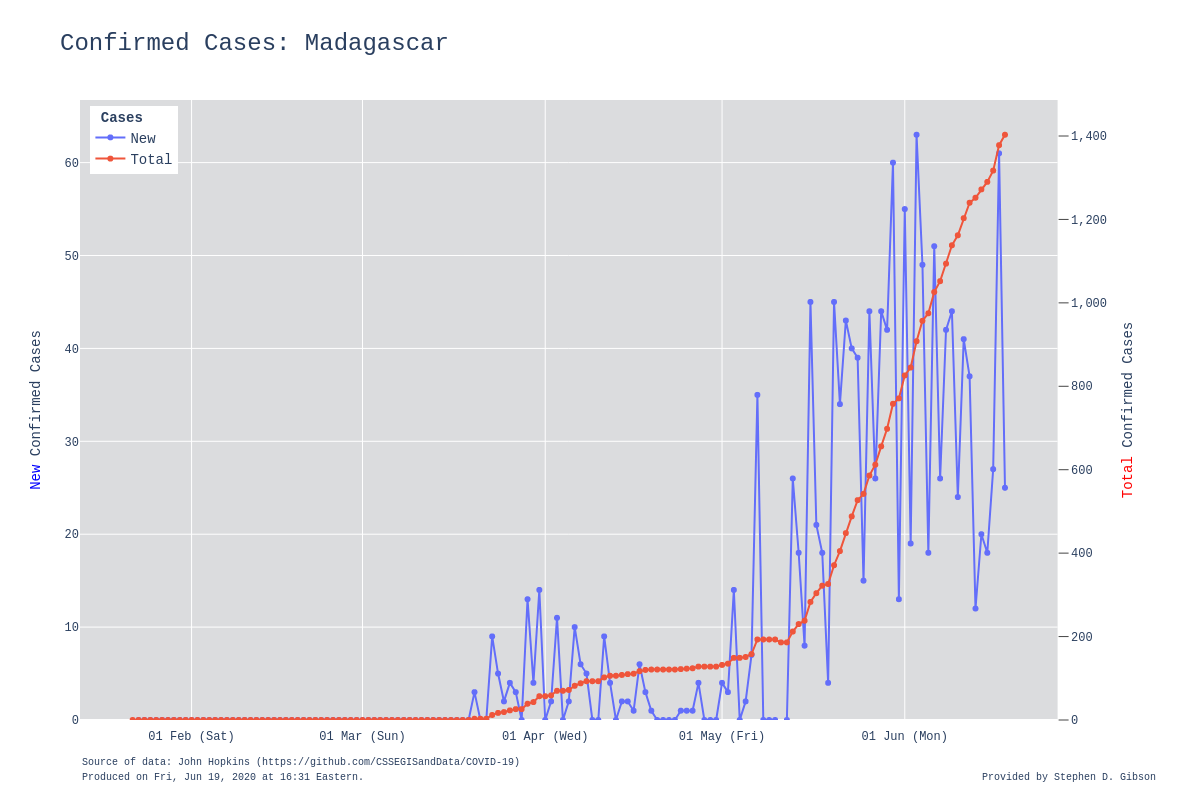 Confirmed Cases: Madagascar
Cases
New
Total
60
50
40
30
20
10
0
New Confirmed Cases
1,400
1,200
1,000
800
600
400
200
0
Total Confirmed Cases
01 Feb (Sat)
01 Mar (Sun)
01 Apr (Wed)
01 May (Fri)
01 Jun (Mon)
Source of data: John Hopkins (https://github.com/CSSEGISandData/COVID-19)
Produced on Fri, Jun 19, 2020 at 16:31 Eastern.
Provided by Stephen D. Gibson